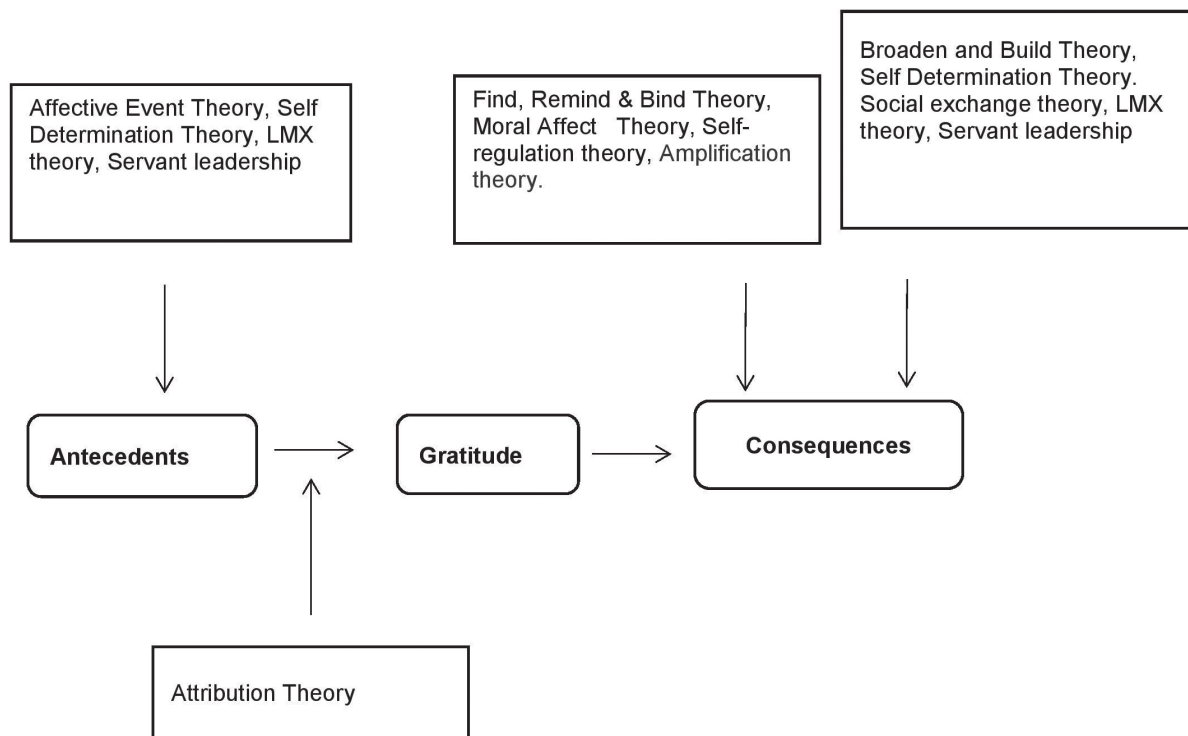 Affective Event Theory, Self
Determination Theory, LMX
theory, Servant leadership
Find, Remind & Bind Theory,
Moral Affect Theory, Self-
regulation theory, Amplification
theory.
Broaden and Build Theory,
Self Determination Theory.
Social exchange theory, LMX
theory, Servant leadership
Antecedents
Gratitude
Consequences
Attribution Theory